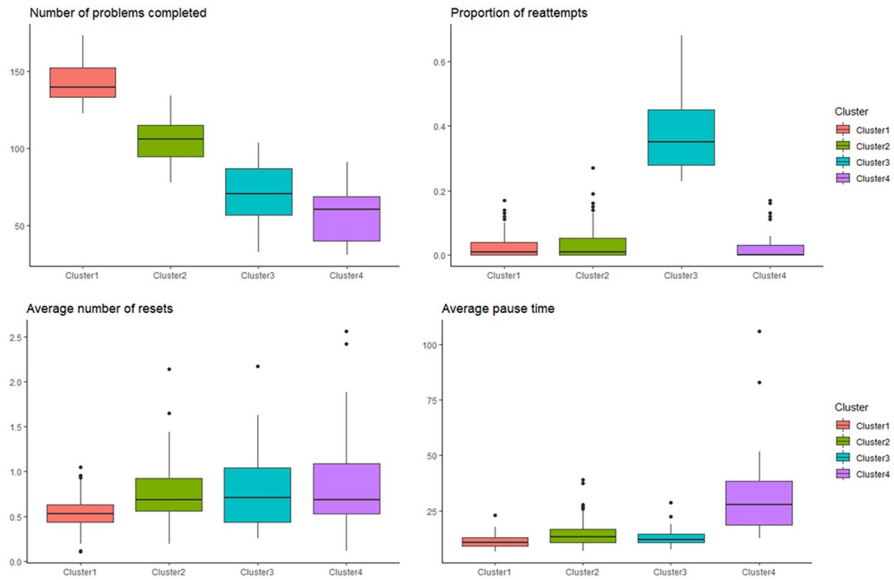 Number of problems completed
150
100
50
Cluster1 Cluster2 Cluster3 Cluster4
Proportion of reattempts
0.6
0.4
0.2
0.0
Cluster1 Cluster2 Cluster3 Cluster4
Cluster
Cluster1
Cluster2
Cluster3
Cluster4
Average number of resets
2.5
2.0
1.5
1.0
0.5
0.0
Cluster1 Cluster2 Cluster3 Cluster4
Average pause time
100
75
50
25
Cluster1 Cluster2 Cluster3 Cluster4
Cluster
Cluster1
Cluster2
Cluster3
Cluster4